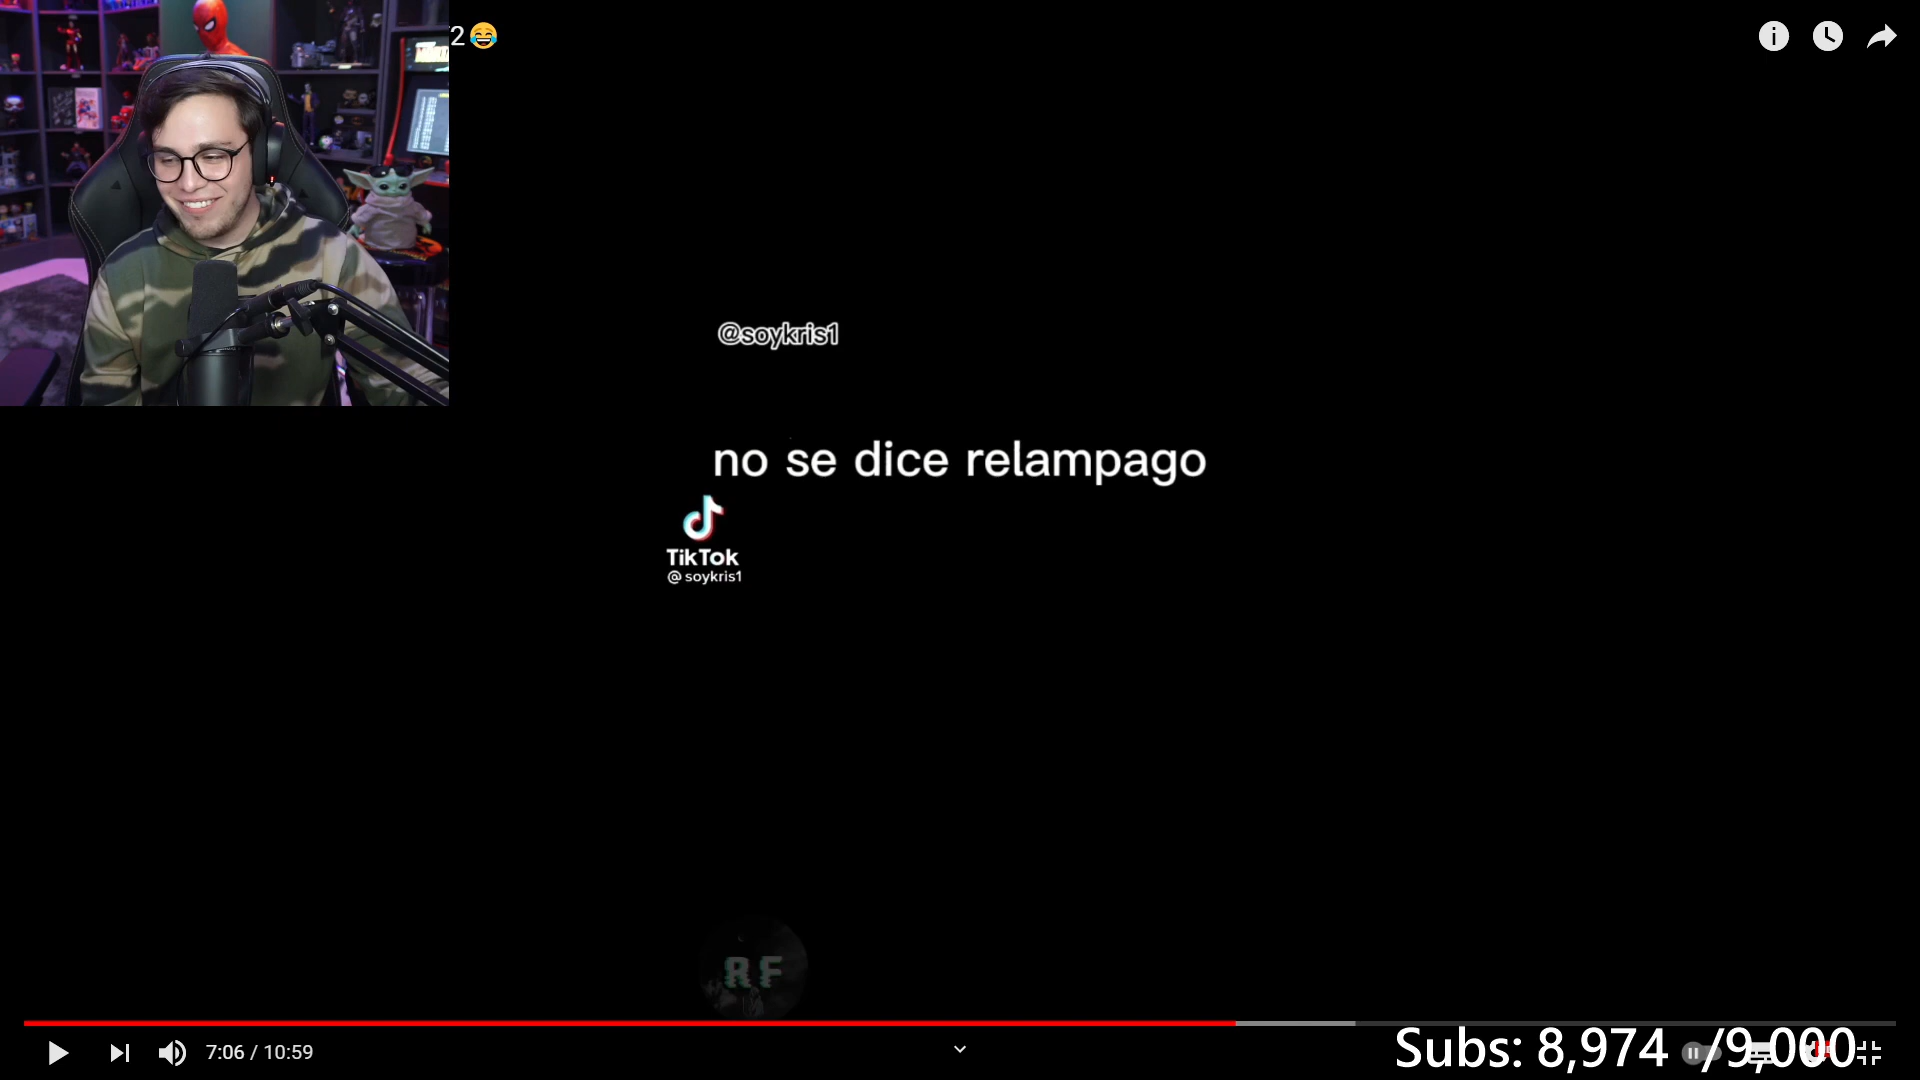 2😂
@soykris1
no se dice relampago
TikTok
@soykris1
RF
7:06 / 10:59
Subs: 8,974 /9,000